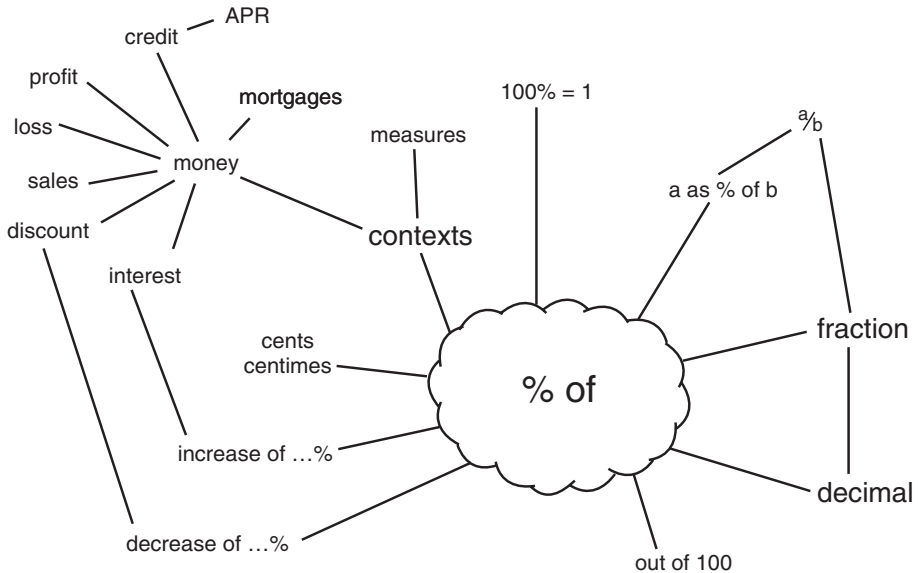 APR
credit
profit
mortgages
100% = 1
loss
a/b
measures
money
sales
a as % of b
discount
contexts
interest
fraction
cents
centimes
% of
increase of …%
decimal
decrease of …%
out of 100